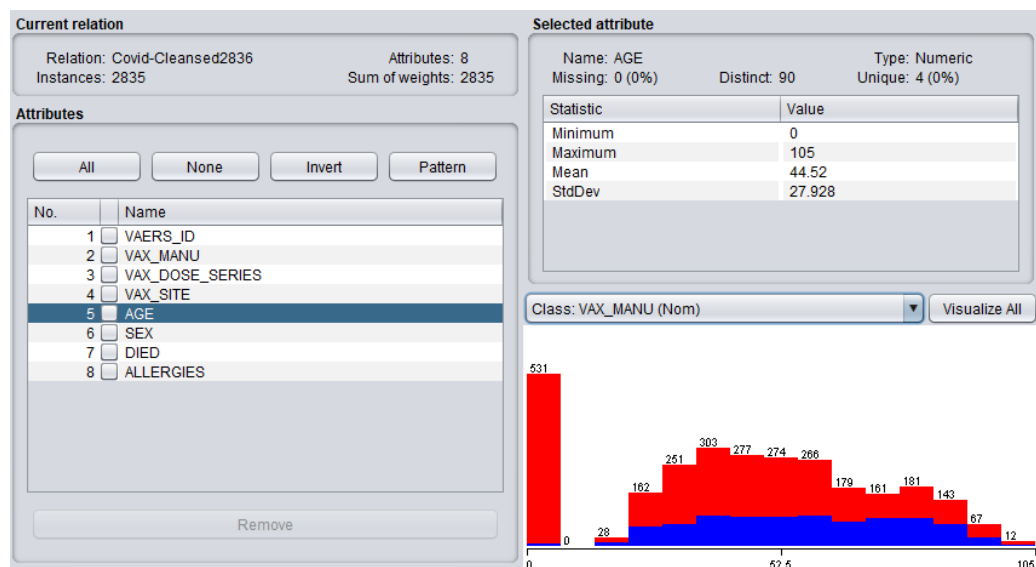 Current relation
Relation: Covid-Cleansed2836 Attributes: 8
Instances: 2835 Sum of weights: 2835
Attributes
All None Invert Pattern
No. Name
1 VAERS_ID
2 VAX_MANU
3 VAX_DOSE_SERIES
4 VAX_SITE
5 AGE
6 SEX
7 DIED
8 ALLERGIES
Remove
Selected attribute
Name: AGE Type: Numeric
Missing: 0 (0%) Distinct: 90 Unique: 4 (0%)
Statistic Value
Minimum 0
Maximum 105
Mean 44.52
StdDev 27.928
Class: VAX_MANU (Nom) Visualize All
531
0
28
162
251
303
277
274
266
179
161
181
143
67
12
0 52.5